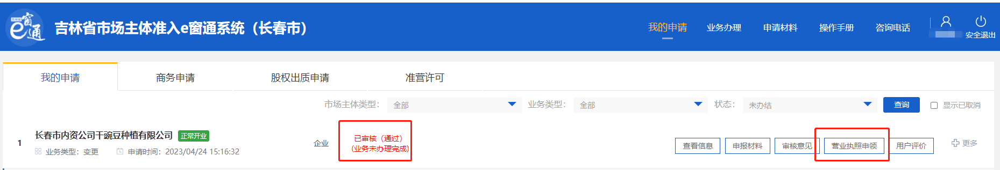 吉林省 e窗通
吉林省市场主体准入e窗通系统（长春市）
我的申请 业务办理 申请材料 操作手册 咨询电话 安全退出
我的申请 商务申请 股权出质申请 准营许可
市场主体类型： 全部 业务类型： 全部 状态： 未办结 查询 显示已取消
1 长春市内资公司干豌豆种植有限公司 正常开业
业务类型：变更 申请时间：2023/04/24 15:16:32
企业
已审核（通过）
(业务未办理完成)
查看信息 申报材料 审核意见 营业执照申领 用户评价 更多